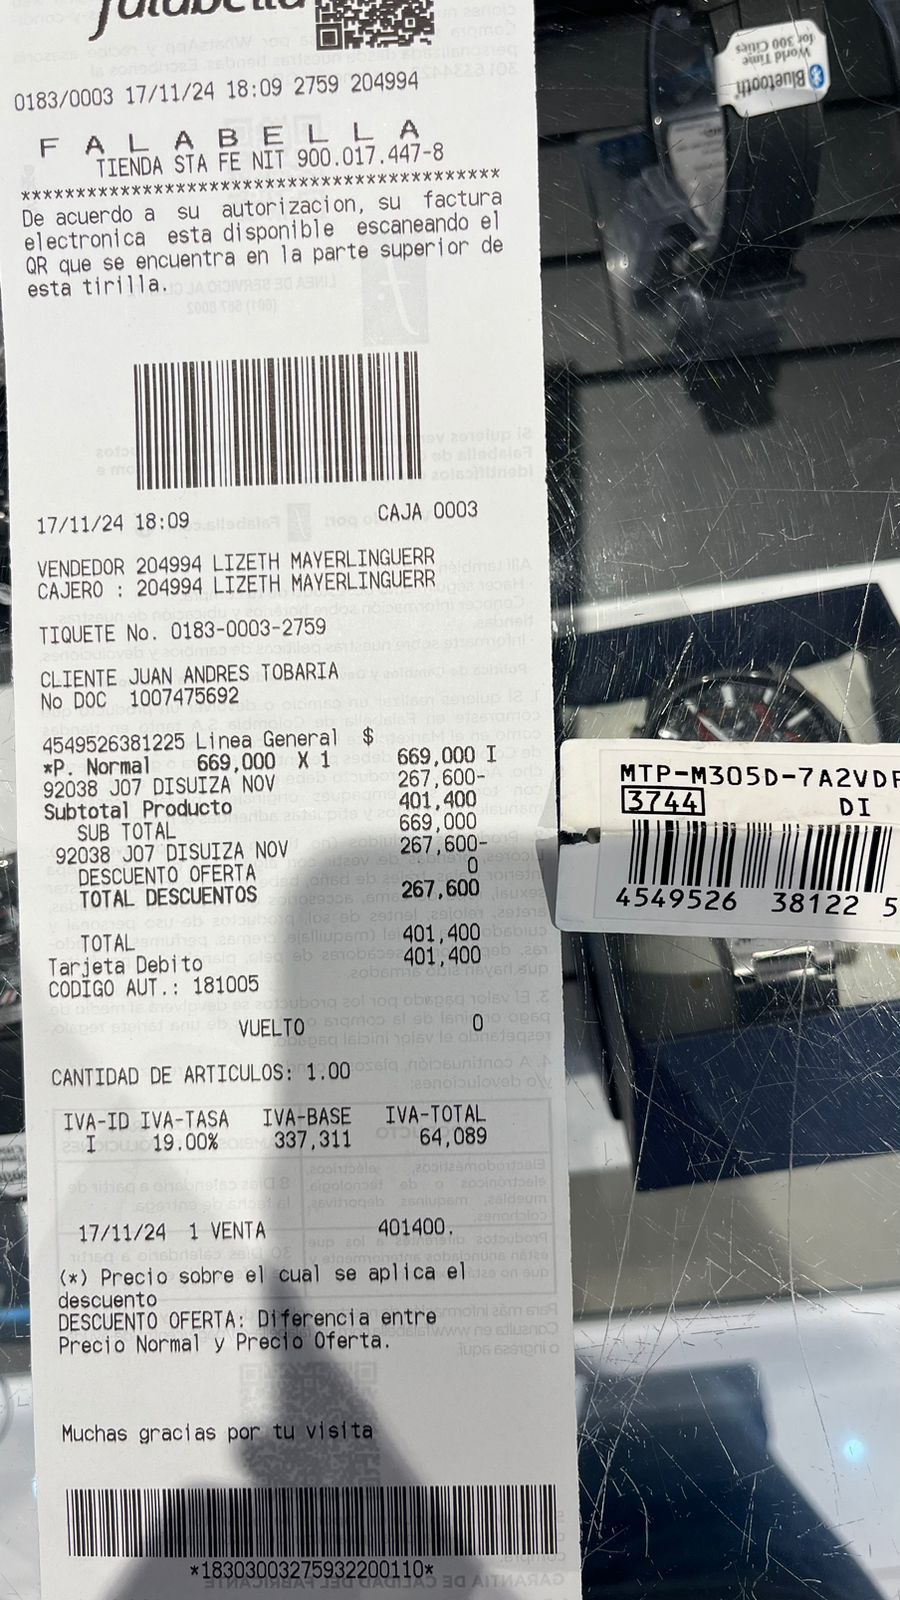 falabella
0183/0003 17/11/24 18:09 2759 204994
F A L A B E L L A
TIENDA STA FE NIT 900.017.447-8
********************************************
De acuerdo a su autorizacion, su factura
electronica esta disponible escaneando el
QR que se encuentra en la parte superior de
esta tirilla.
17/11/24 18:09 CAJA 0003
VENDEDOR 204994 LIZETH MAYERLINGUERR
CAJERO : 204994 LIZETH MAYERLINGUERR
TIQUETE No. 0183-0003-2759
CLIENTE JUAN ANDRES TOBARIA
No DOC 1007475692
4549526381225 Linea General $
*P. Normal 669,000 X 1 669,000 I
92038 J07 DISUIZA NOV 267,600-
Subtotal Producto 401,400
SUB TOTAL 669,000
92038 J07 DISUIZA NOV 267,600-
DESCUENTO OFERTA 0
TOTAL DESCUENTOS 267,600
TOTAL 401,400
Tarjeta Debito 401,400
CODIGO AUT.: 181005
VUELTO 0
CANTIDAD DE ARTICULOS: 1.00
IVA-ID IVA-TASA IVA-BASE IVA-TOTAL
I 19.00% 337,311 64,089
17/11/24 1 VENTA 401400.
(*) Precio sobre el cual se aplica el
descuento
DESCUENTO OFERTA: Diferencia entre
Precio Normal y Precio Oferta.
Muchas gracias por tu visita
*18303003275932200110*
Bluetooth
World Time
for 300 Cities
MTP-M305D-7A2VDF
3744 DI
4549526 38122 5